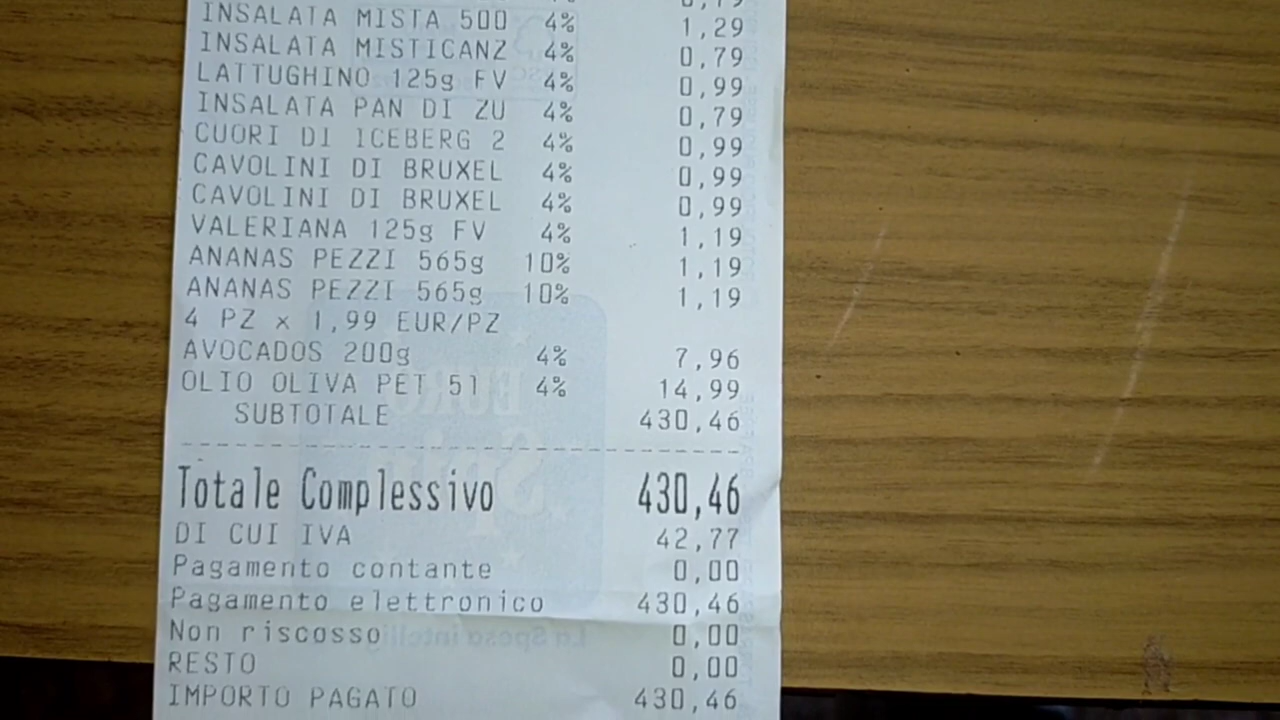 INSALATA MISTA 500 4% 1,29
INSALATA MISTICANZ 4% 0,79
LATTUGHINO 125g FV 4% 0,99
INSALATA PAN DI ZU 4% 0,79
CUORI DI ICEBERG 2 4% 0,99
CAVOLINI DI BRUXEL 4% 0,99
CAVOLINI DI BRUXEL 4% 0,99
VALERIANA 125g FV 4% 1,19
ANANAS PEZZI 565g 10% 1,19
ANANAS PEZZI 565g 10% 1,19
4 PZ x 1,99 EUR/PZ
AVOCADOS 200g 4% 7,96
OLIO OLIVA PET 5l 4% 14,99
SUBTOTALE 430,46
Totale Complessivo 430,46
DI CUI IVA 42,77
Pagamento contante 0,00
Pagamento elettronico 430,46
Non riscosso 0,00
RESTO 0,00
IMPORTO PAGATO 430,46